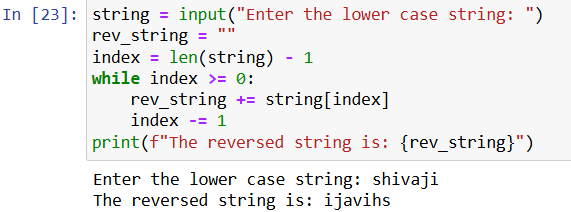 In [23]: string = input("Enter the lower case string: ")
rev_string = ""
index = len(string) - 1
while index >= 0:
    rev_string += string[index]
    index -= 1
print(f"The reversed string is: {rev_string}")
Enter the lower case string: shivaji
The reversed string is: ijavihs